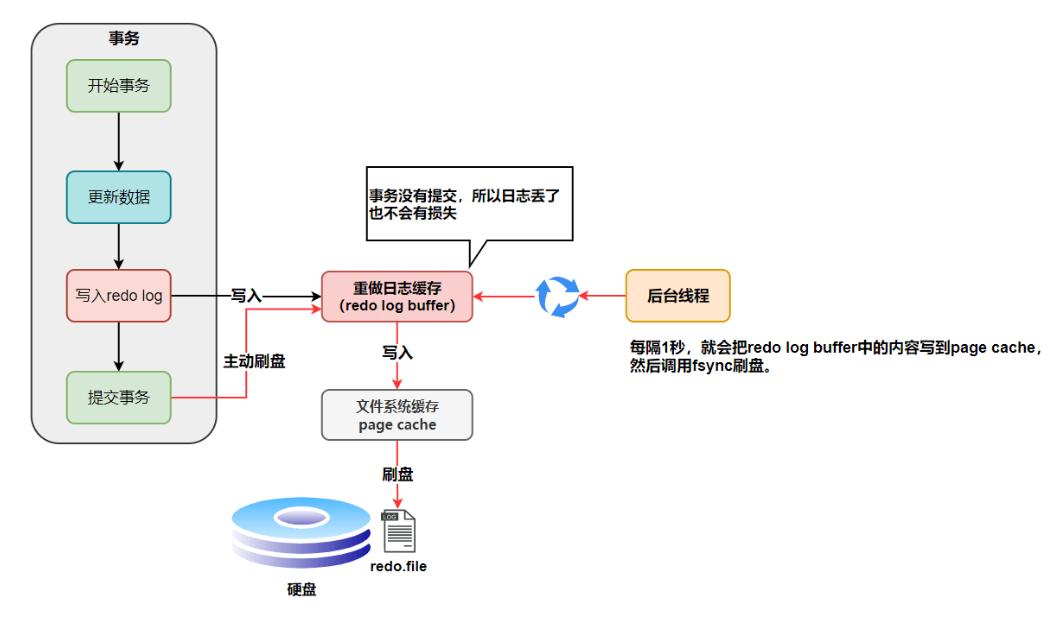 事务
开始事务
更新数据
写入redo log
提交事务
写入
主动刷盘
事务没有提交，所以日志丢了
也不会有损失
重做日志缓存
（redo log buffer）
写入
文件系统缓存
page cache
刷盘
LOG
redo.file
硬盘
后台线程
每隔1秒，就会把redo log buffer中的内容写到page cache，
然后调用fsync刷盘。